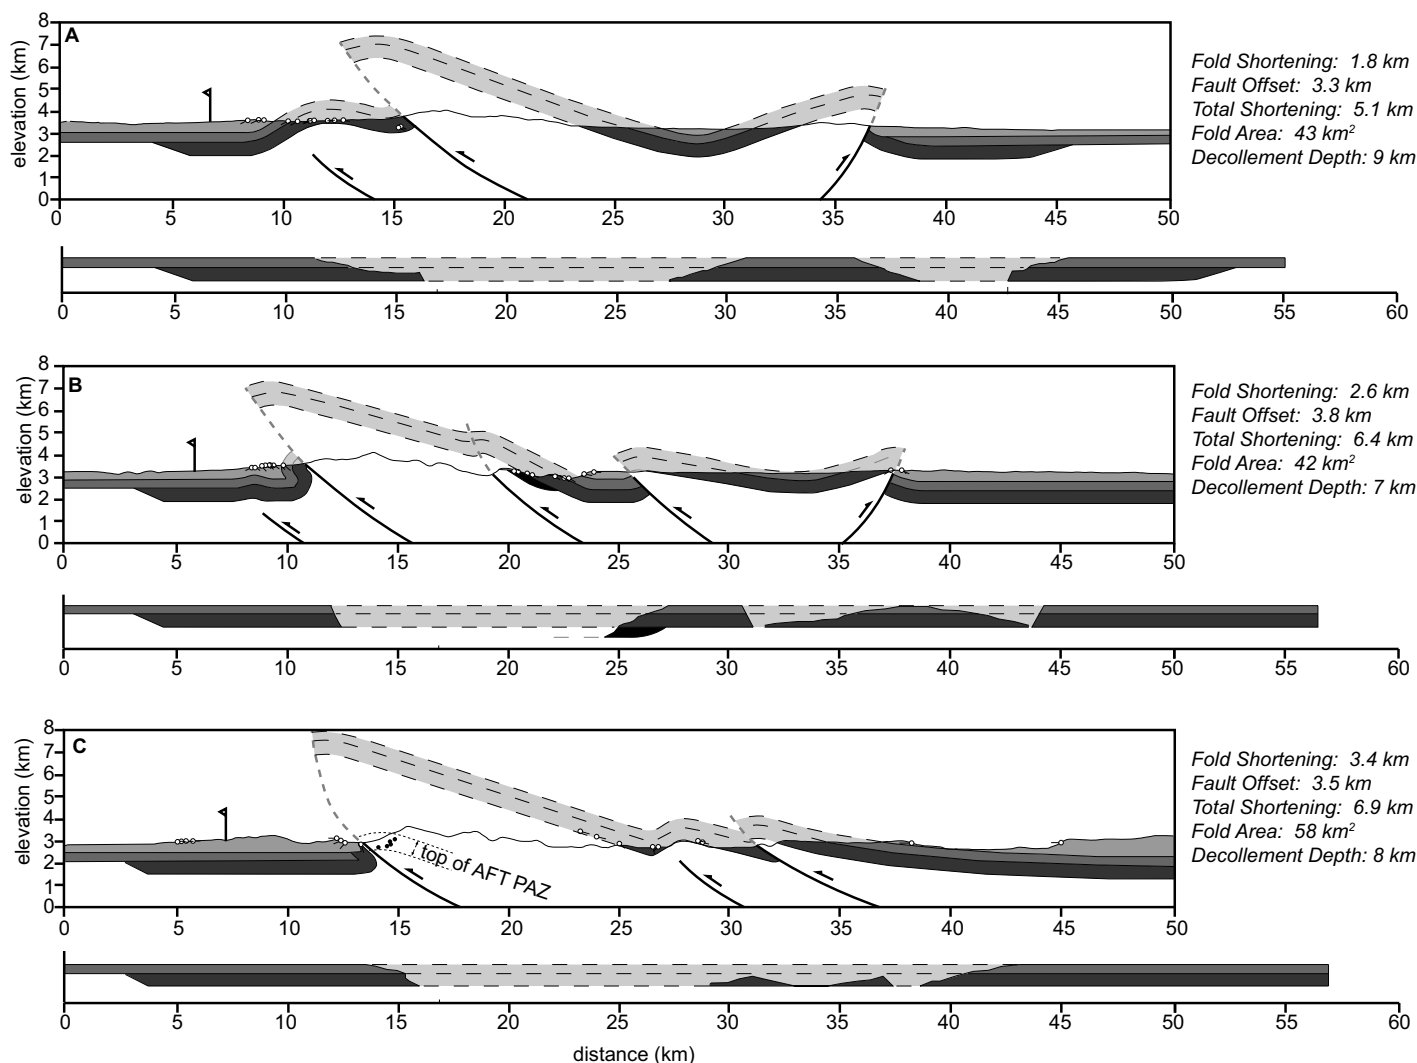 A
8
7
6
5
4
3
2
1
0
elevation (km)
0 5 10 15 20 25 30 35 40 45 50
Fold Shortening: 1.8 km
Fault Offset: 3.3 km
Total Shortening: 5.1 km
Fold Area: 43 km²
Decollement Depth: 9 km
0 5 10 15 20 25 30 35 40 45 50 55 60
B
8
7
6
5
4
3
2
1
0
elevation (km)
0 5 10 15 20 25 30 35 40 45 50
Fold Shortening: 2.6 km
Fault Offset: 3.8 km
Total Shortening: 6.4 km
Fold Area: 42 km²
Decollement Depth: 7 km
0 5 10 15 20 25 30 35 40 45 50 55 60
C
8
7
6
5
4
3
2
1
0
elevation (km)
top of AFT PAZ
0 5 10 15 20 25 30 35 40 45 50
Fold Shortening: 3.4 km
Fault Offset: 3.5 km
Total Shortening: 6.9 km
Fold Area: 58 km²
Decollement Depth: 8 km
0 5 10 15 20 25 30 35 40 45 50 55 60
distance (km)